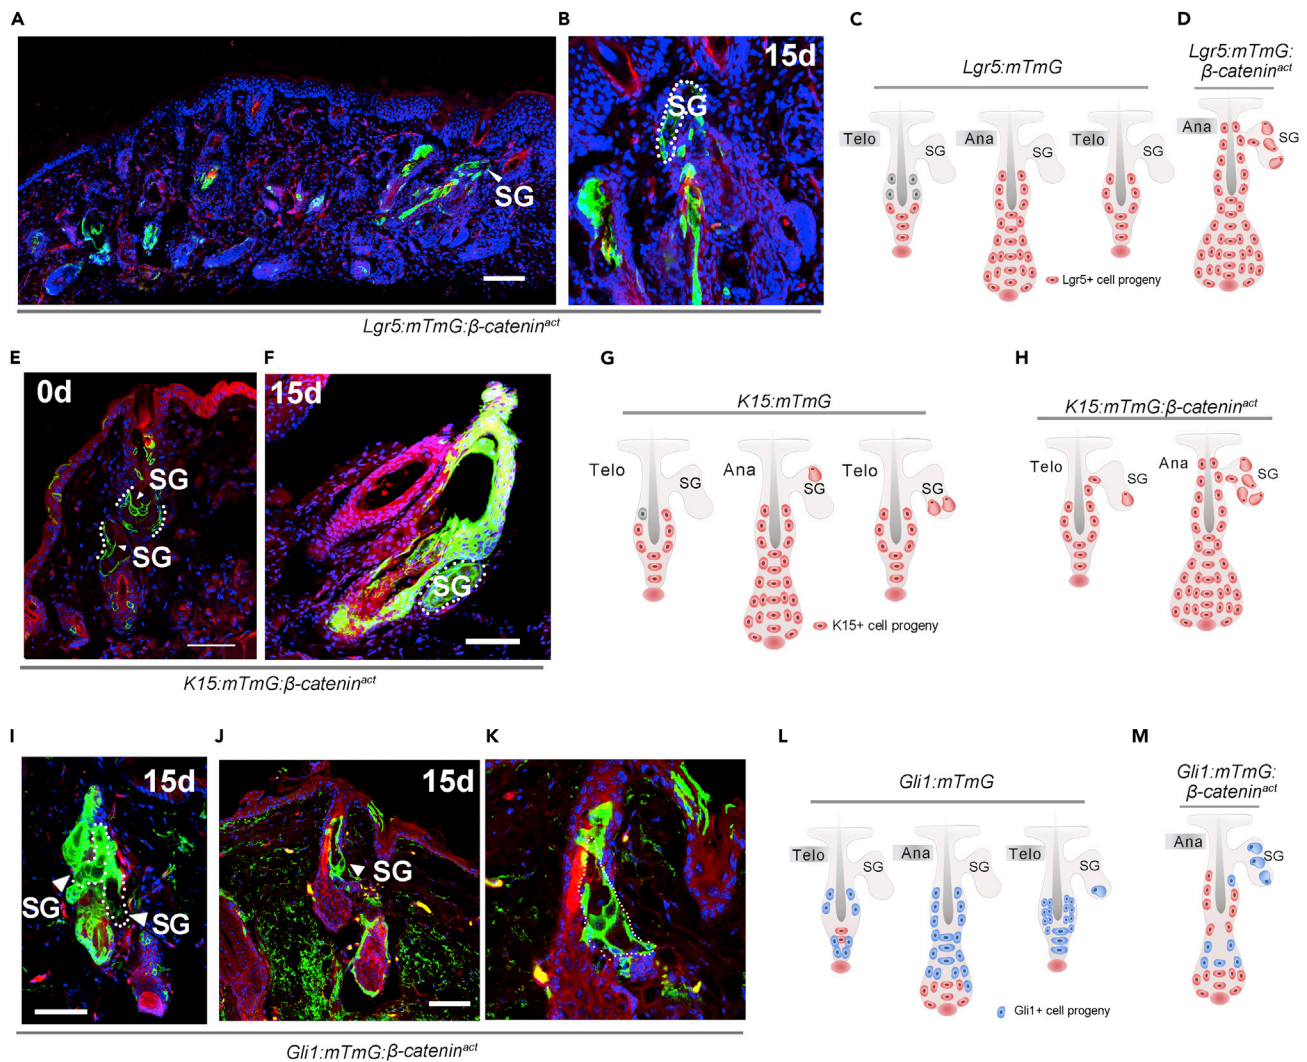 A
B
C
D
15d
SG
SG
Lgr5:mTmG
Lgr5:mTmG:
β-catenin^act
Telo
SG
Ana
SG
Telo
SG
Ana
SG
Lgr5+ cell progeny
Lgr5:mTmG:β-catenin^act
E
F
G
H
0d
15d
SG
SG
SG
K15:mTmG
K15:mTmG:β-catenin^act
Telo
SG
Ana
SG
Telo
SG
Telo
SG
Ana
SG
K15+ cell progeny
K15:mTmG:β-catenin^act
I
J
K
L
M
15d
15d
SG
SG
SG
Gli1:mTmG
Gli1:mTmG:
β-catenin^act
Telo
SG
Ana
SG
Telo
SG
Ana
SG
Gli1+ cell progeny
Gli1:mTmG:β-catenin^act